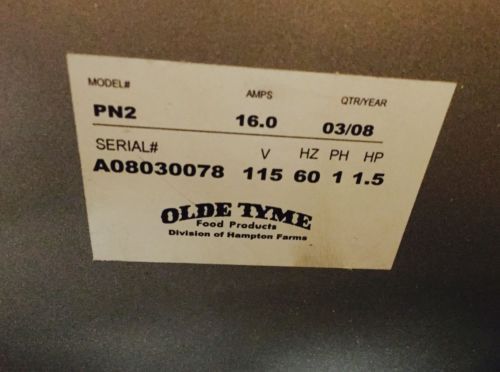 MODEL# AMPS QTR/YEAR
PN2 16.0 03/08
SERIAL# V HZ PH HP
A08030078 115 60 1 1.5
OLDE TYME
Food Products
Division of Hampton Farms